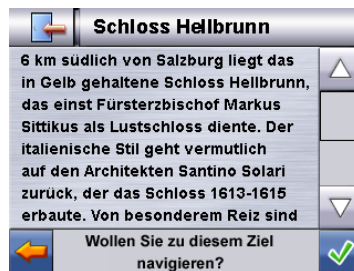 Schloss Hellbrunn
6 km südlich von Salzburg liegt das
in Gelb gehaltene Schloss Hellbrunn,
das einst Fürsterzbischof Markus
Sittikus als Lustschloss diente. Der
italienische Stil geht vermutlich
auf den Architekten Santino Solari
zurück, der das Schloss 1613-1615
erbaute. Von besonderem Reiz sind
Wollen Sie zu diesem Ziel
navigieren?